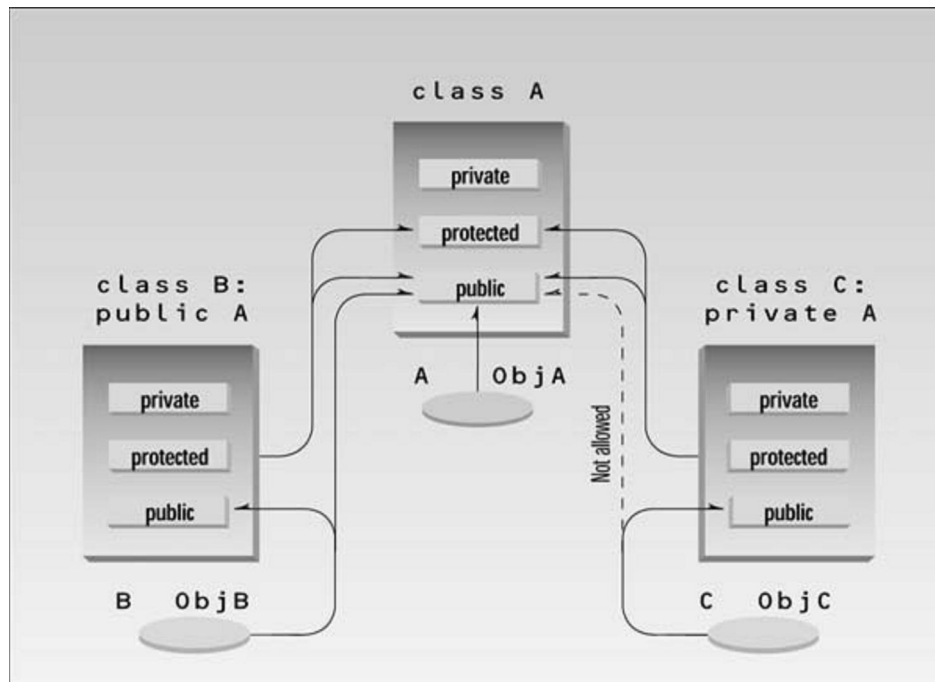 class A
private
protected
public
class B:
public A
private
protected
public
class C:
private A
private
protected
public
A ObjA
Not allowed
B ObjB
C ObjC